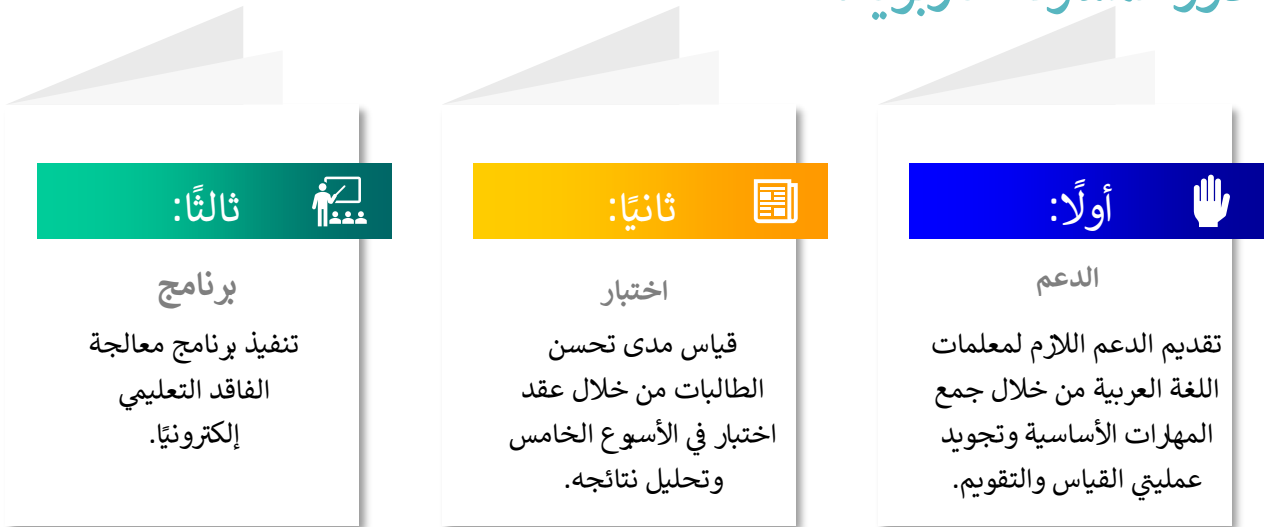 أولًا:
الدعم
تقديم الدعم اللازم لمعلمات
اللغة العربية من خلال جمع
المهارات الأساسية وتجويد
عمليتي القياس والتقويم.
ثانيًا:
اختبار
قياس مدى تحسن
الطالبات من خلال عقد
اختبار في الأسبوع الخامس
وتحليل نتائجه.
ثالثًا:
برنامج
تنفيذ برنامج معالجة
الفاقد التعليمي
إلكترونيًا.